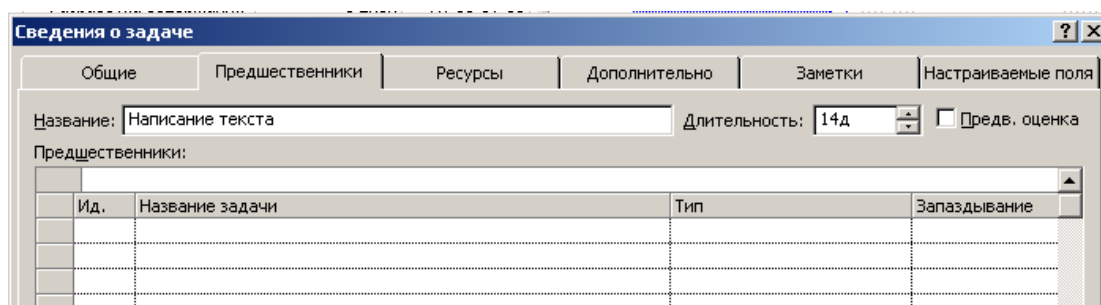 Сведения о задаче
Общие Предшественники Ресурсы Дополнительно Заметки Настраиваемые поля
Название: Написание текста Длительность: 14д Предв. оценка
Предшественники:
Ид. Название задачи Тип Запаздывание